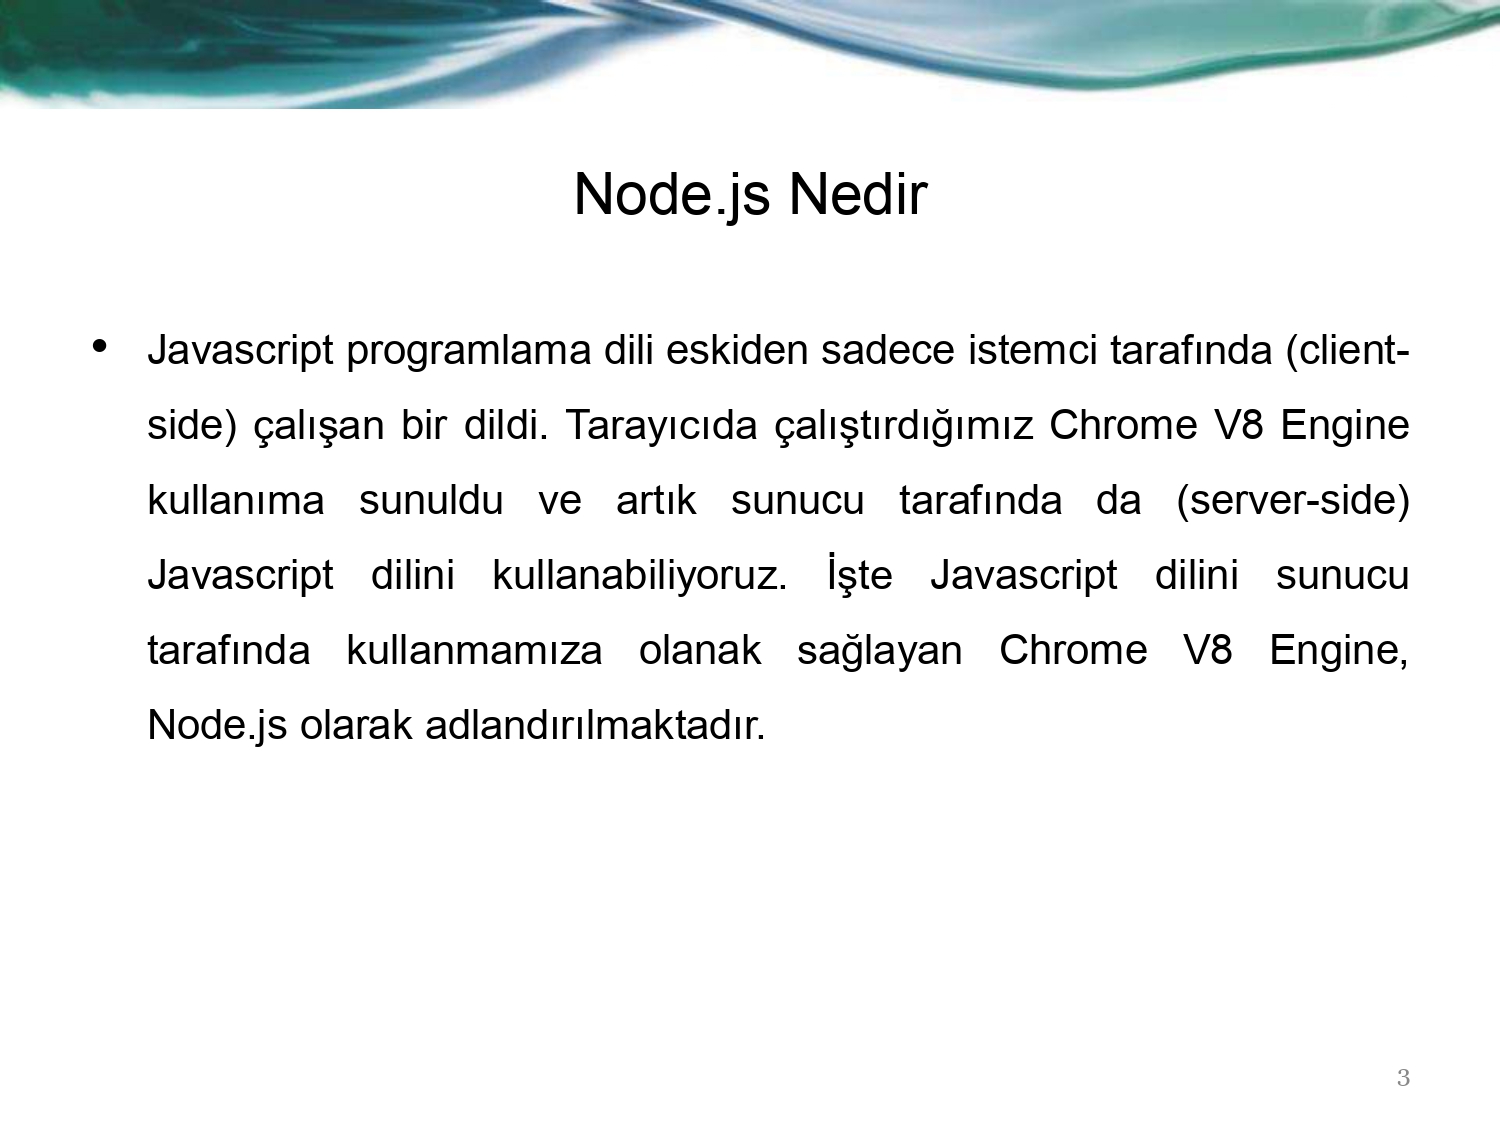 Node.js Nedir
• Javascript programlama dili eskiden sadece istemci tarafında (client-
side) çalışan bir dildi. Tarayıcıda çalıştırdığımız Chrome V8 Engine
kullanıma sunuldu ve artık sunucu tarafında da (server-side)
Javascript dilini kullanabiliyoruz. İşte Javascript dilini sunucu
tarafında kullanmamıza olanak sağlayan Chrome V8 Engine,
Node.js olarak adlandırılmaktadır.
3